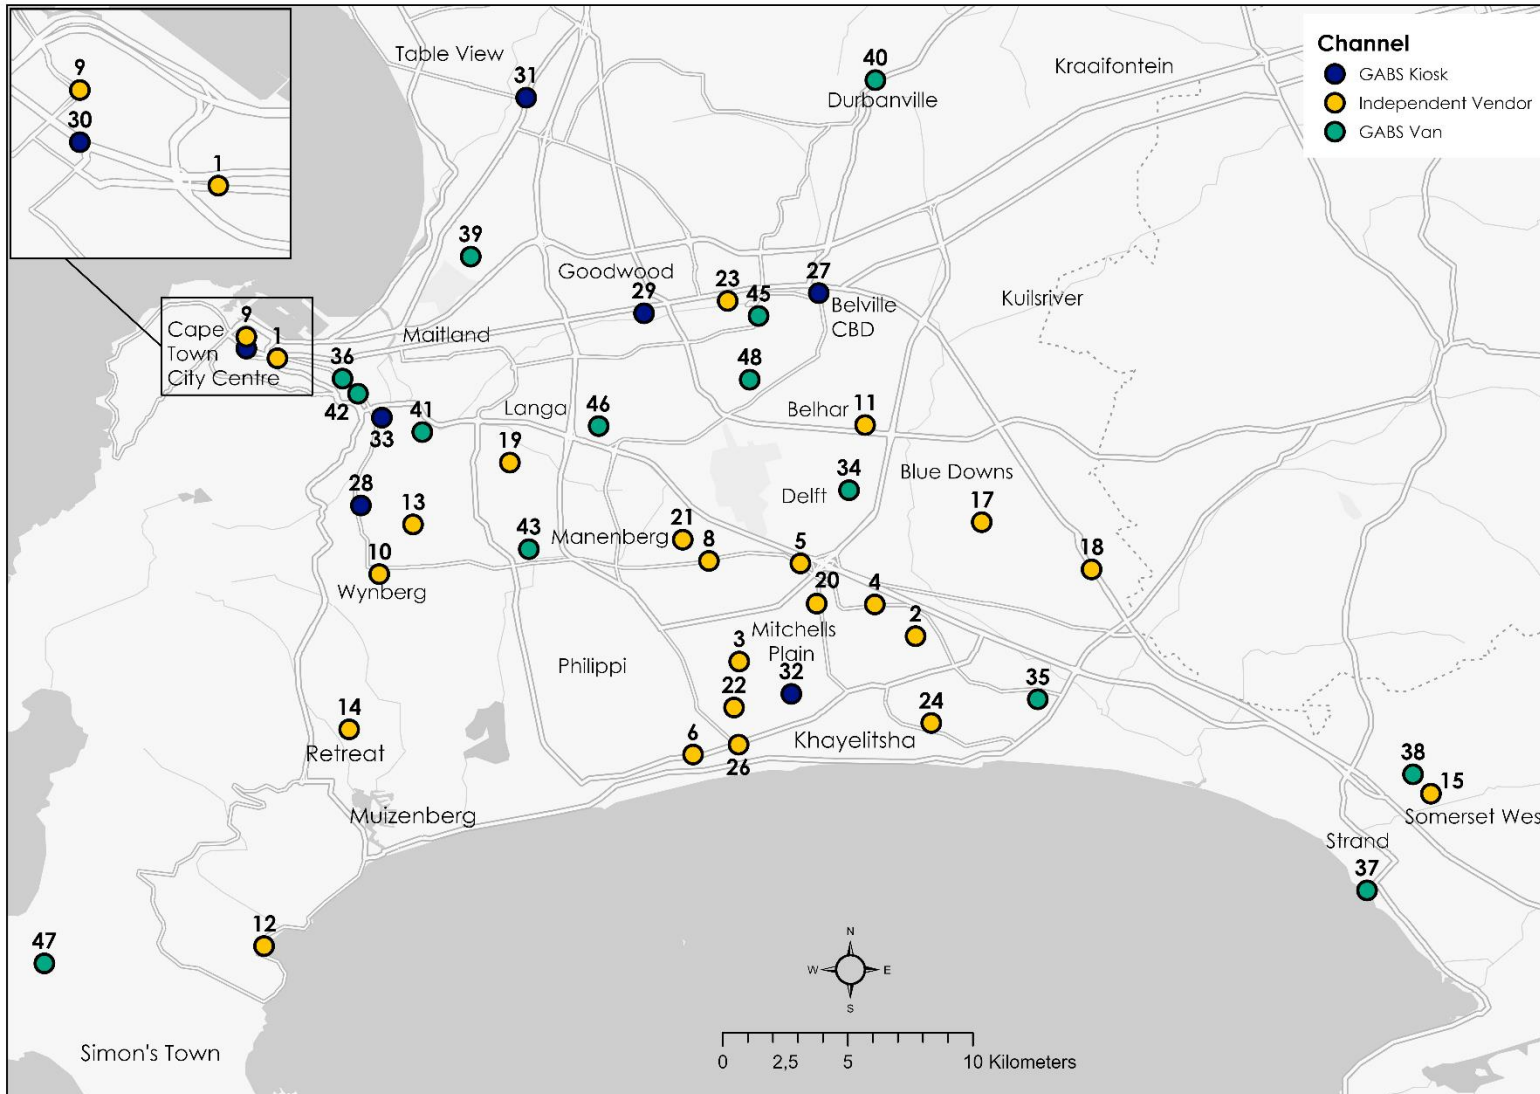 9
30
1
Table View
31
40
Durbanville
Kraaifontein
Channel
GABS Kiosk
Independent Vendor
GABS Van
39
Goodwood
29
23
45
27
Belville
CBD
Kuilsriver
9
1
Cape
Town
City Centre
Maitland
36
42
33
41
Langa
46
48
Belhar
11
19
34
Delft
Blue Downs
17
28
13
43
Manenberg
21
8
5
18
10
Wynberg
20
4
2
Mitchells
Plain
3
32
Philippi
22
35
24
14
Retreat
6
26
Khayelitsha
38
15
Somerset Wes
Muizenberg
Strand
37
12
47
N
W
E
S
Simon's Town
0
2,5
5
10 Kilometers